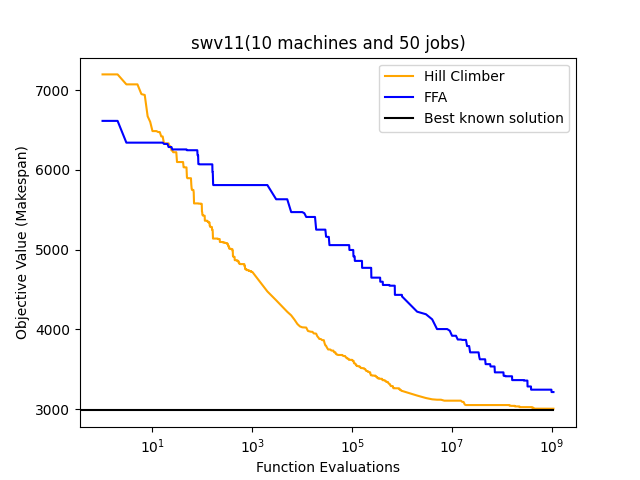 swv11(10 machines and 50 jobs)
Hill Climber
FFA
Best known solution
Objective Value (Makespan)
7000
6000
5000
4000
3000
10¹
10³
10⁵
10⁷
10⁹
Function Evaluations